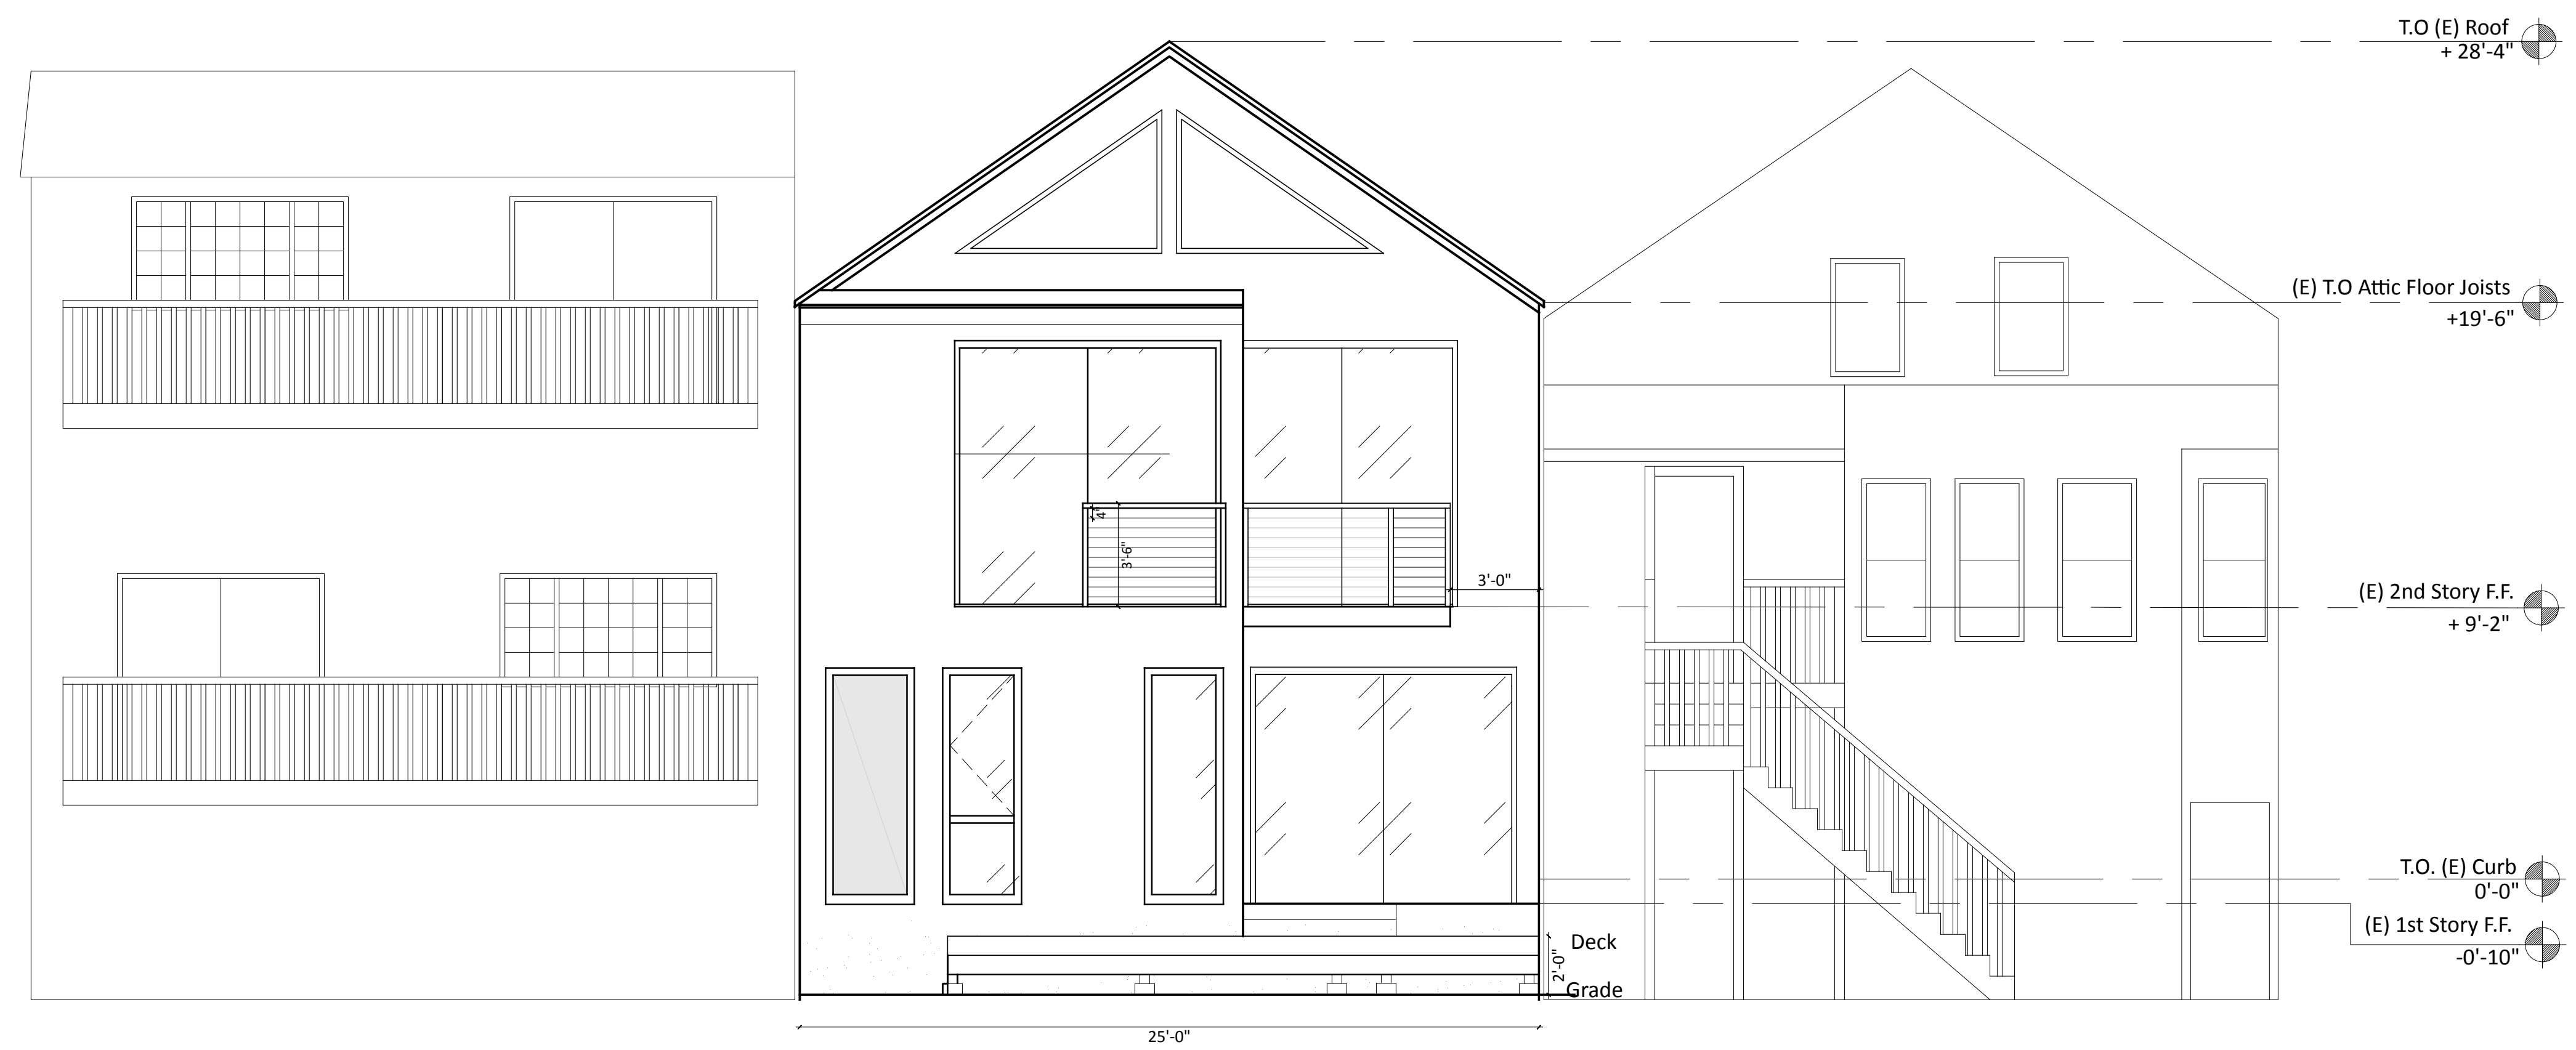 T.O (E) Roof
+ 28'-4"
(E) T.O Attic Floor Joists
+19'-6"
4"
3'-6"
3'-0"
(E) 2nd Story F.F.
+ 9'-2"
T.O. (E) Curb
0'-0"
(E) 1st Story F.F.
-0'-10"
Deck
2'-0"
Grade
25'-0"